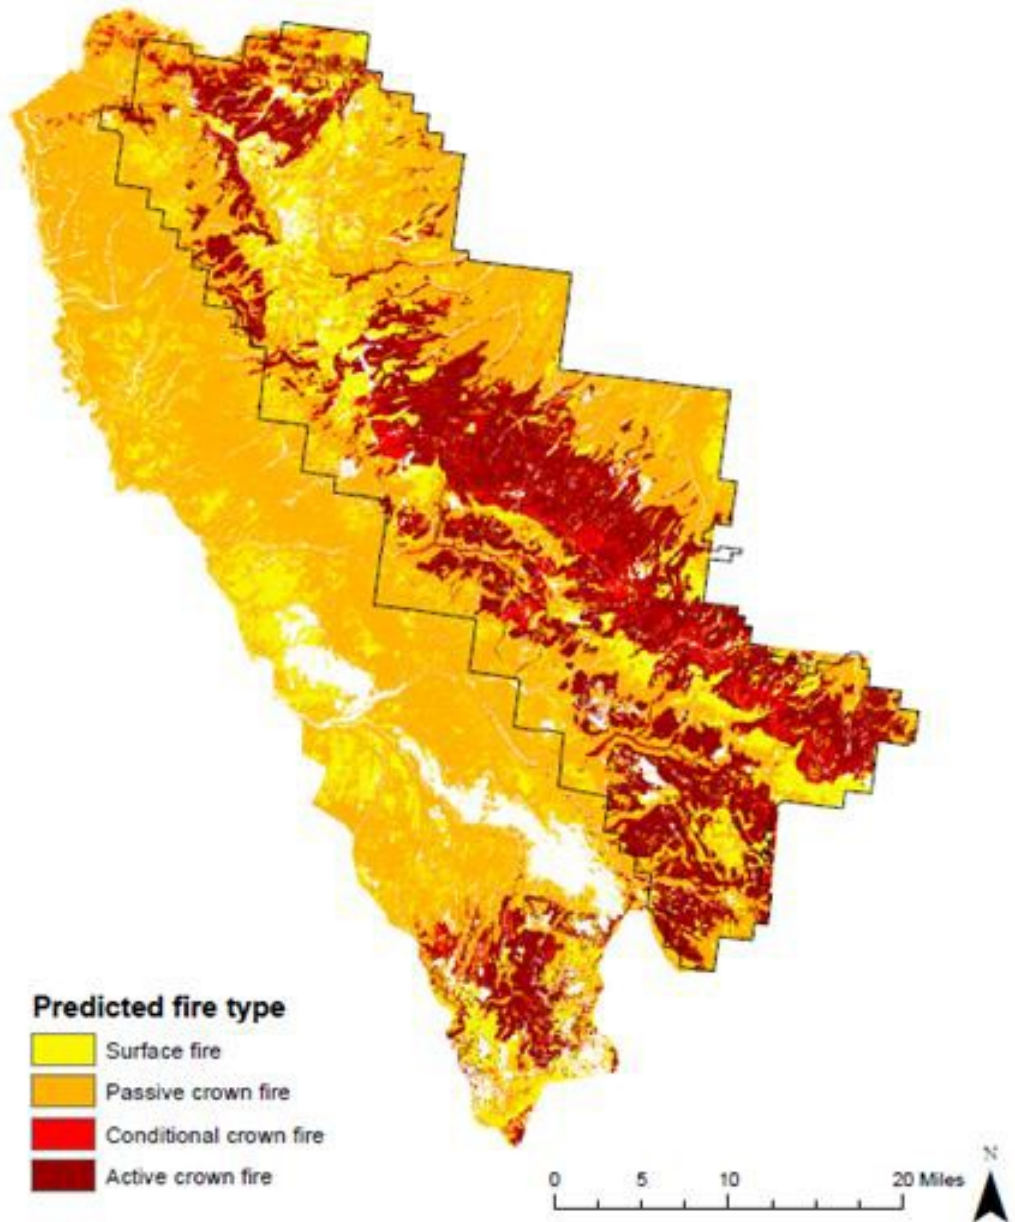 Predicted fire type
Surface fire
Passive crown fire
Conditional crown fire
Active crown fire
0 5 10 20 Miles
N